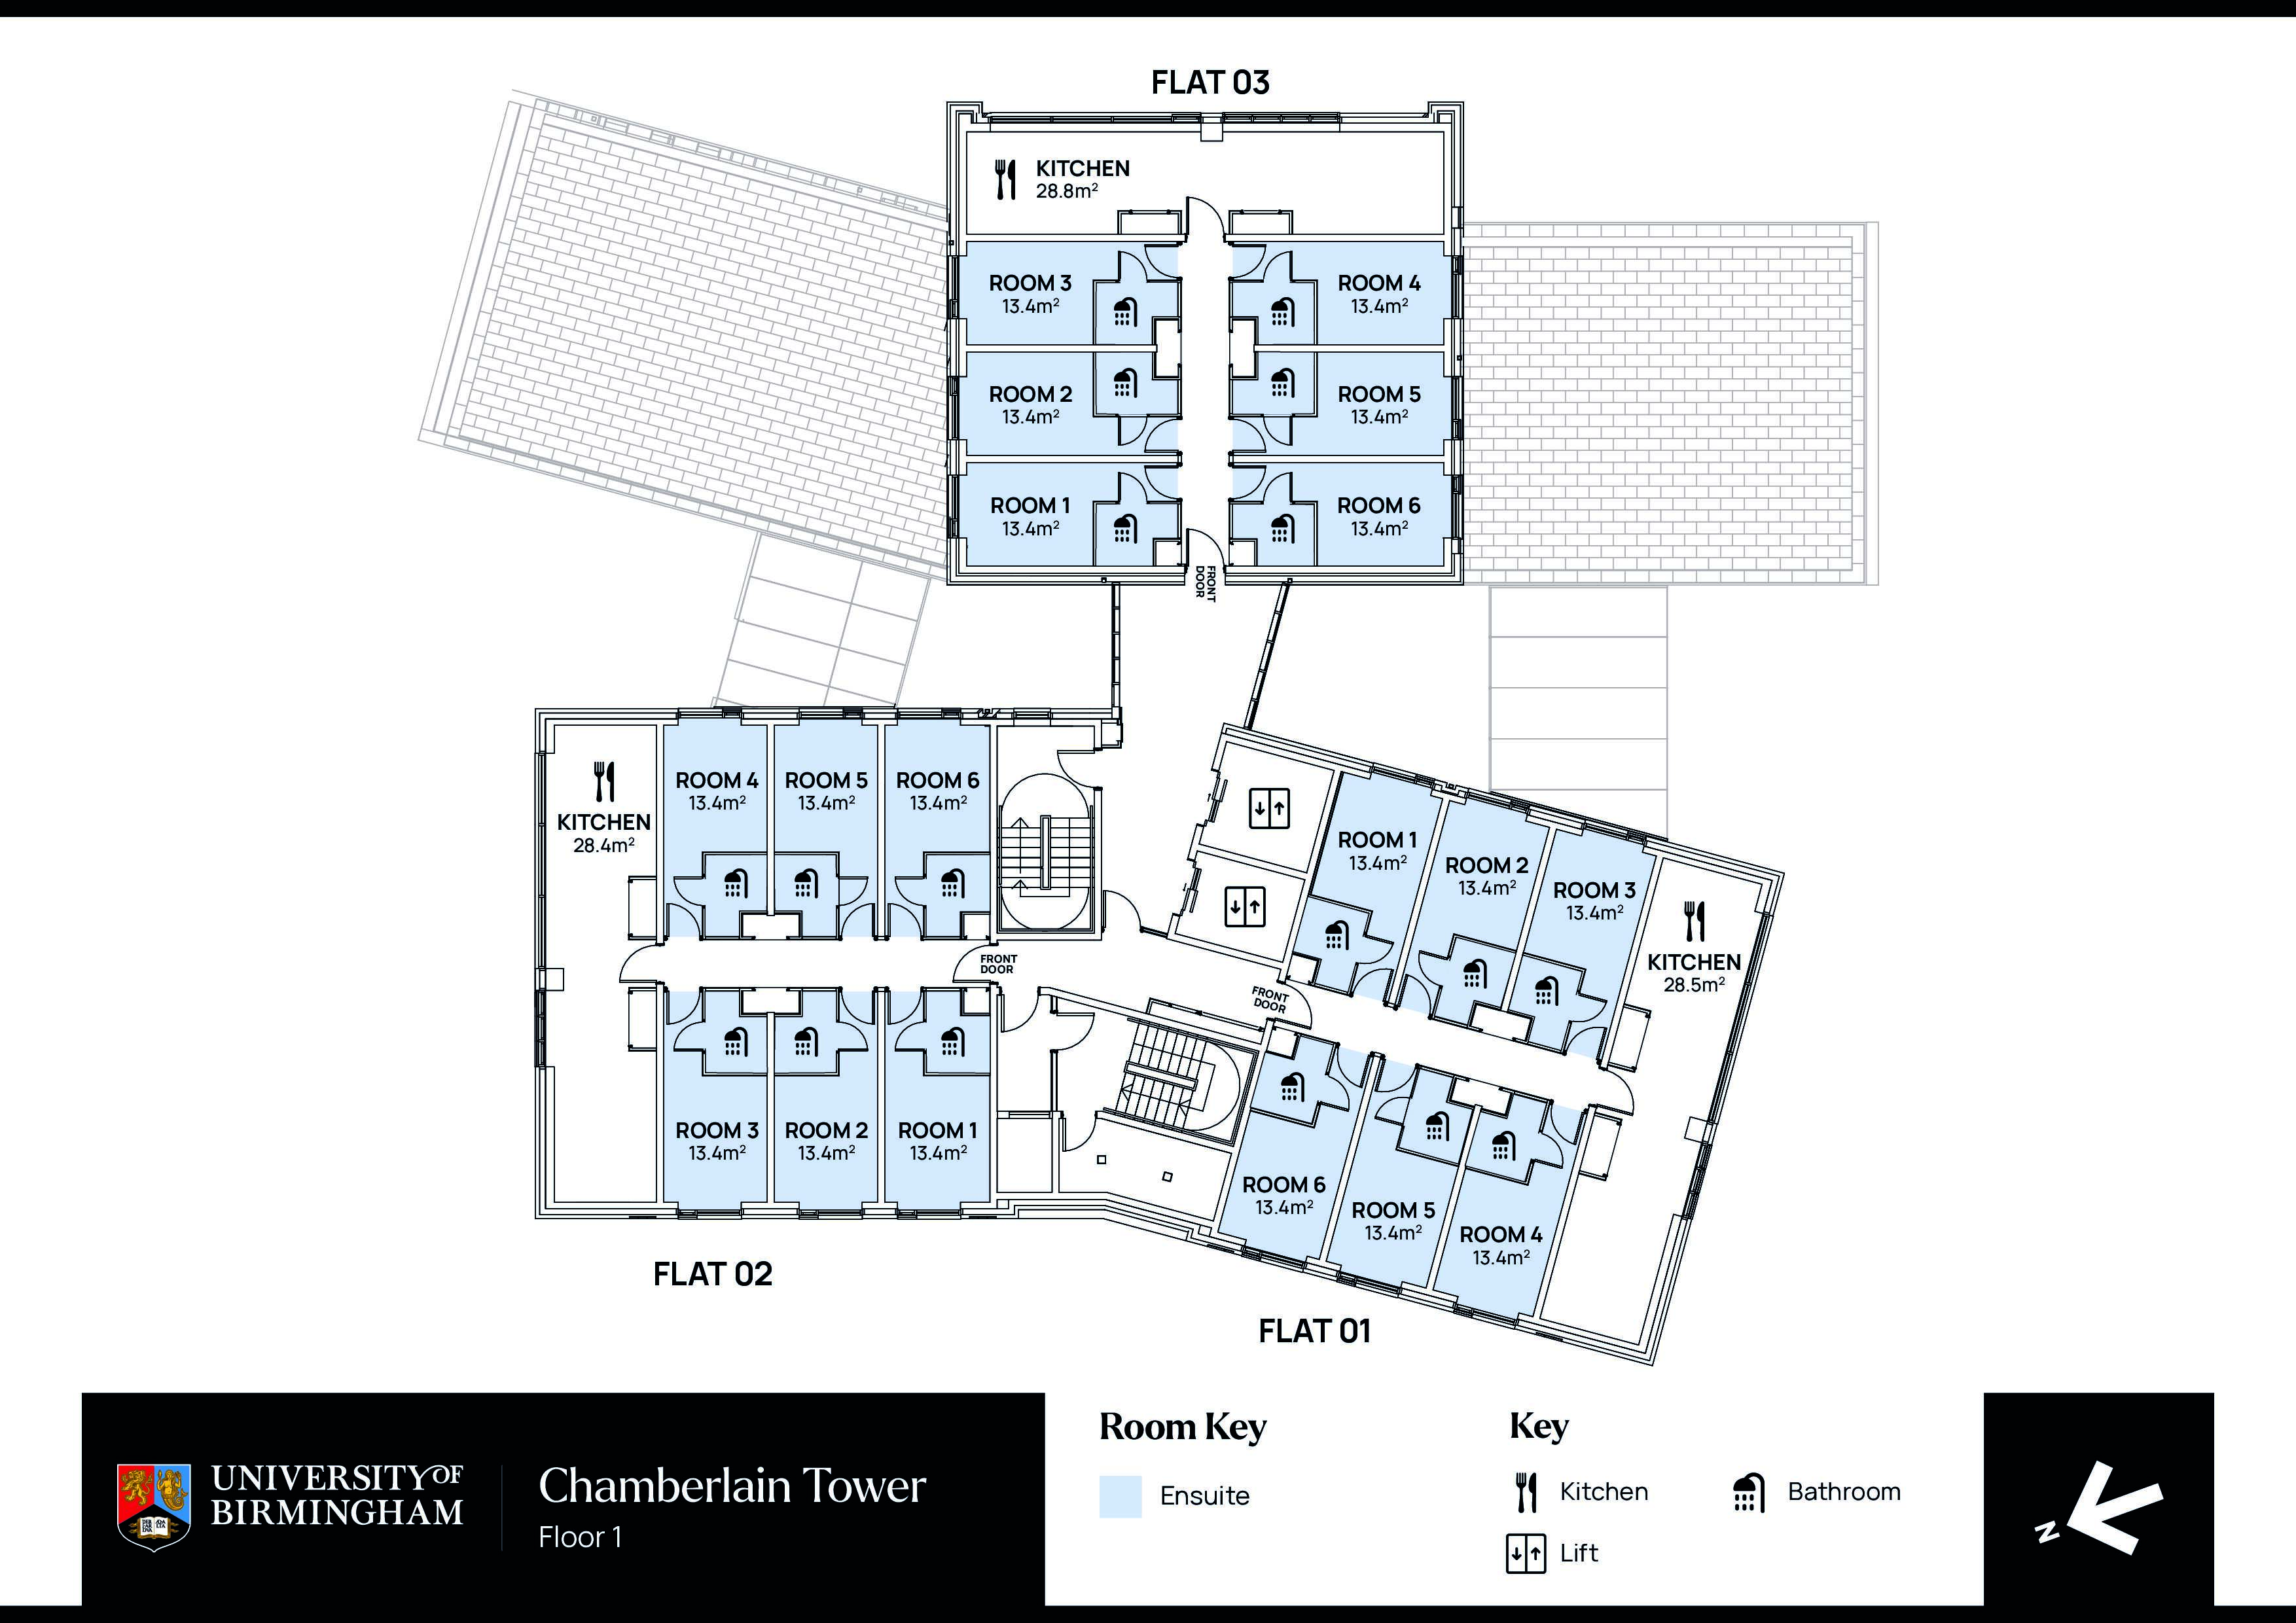 FLAT 03
KITCHEN
28.8m²
ROOM 3
13.4m²
ROOM 4
13.4m²
ROOM 2
13.4m²
ROOM 5
13.4m²
ROOM 1
13.4m²
ROOM 6
13.4m²
FRONT
DOOR
KITCHEN
28.4m²
ROOM 4
13.4m²
ROOM 5
13.4m²
ROOM 6
13.4m²
FRONT
DOOR
ROOM 3
13.4m²
ROOM 2
13.4m²
ROOM 1
13.4m²
FLAT 02
ROOM 1
13.4m²
ROOM 2
13.4m²
ROOM 3
13.4m²
KITCHEN
28.5m²
FRONT
DOOR
ROOM 6
13.4m²
ROOM 5
13.4m²
ROOM 4
13.4m²
FLAT 01
UNIVERSITY OF
BIRMINGHAM
Chamberlain Tower
Floor 1
Room Key
Ensuite
Key
Kitchen
Bathroom
Lift
N